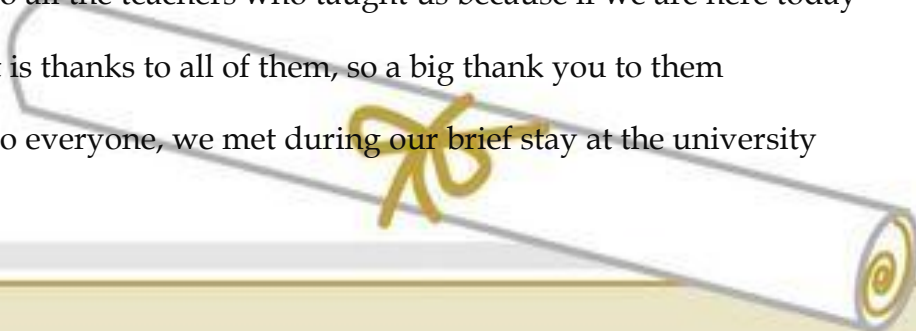 o all the teachers who taught us because if we are here today
is thanks to all of them, so a big thank you to them
o everyone, we met during our brief stay at the university